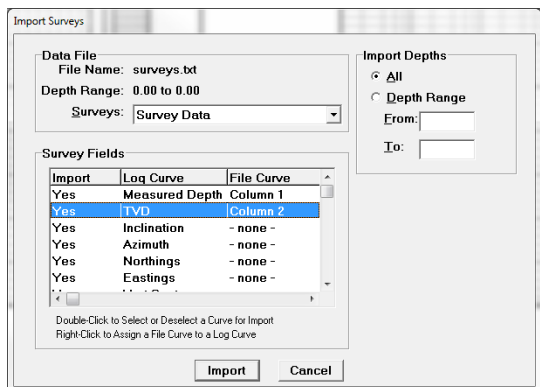 Import Surveys
Data File
File Name: surveys.txt
Depth Range: 0.00 to 0.00
Surveys: Survey Data
Import Depths
All
Depth Range
From:
To:
Survey Fields
Import Log Curve File Curve
Yes Measured Depth Column 1
Yes TVD Column 2
Yes Inclination - none -
Yes Azimuth - none -
Yes Northings - none -
Yes Eastings - none -
Double-Click to Select or Deselect a Curve for Import
Right-Click to Assign a File Curve to a Log Curve
Import Cancel